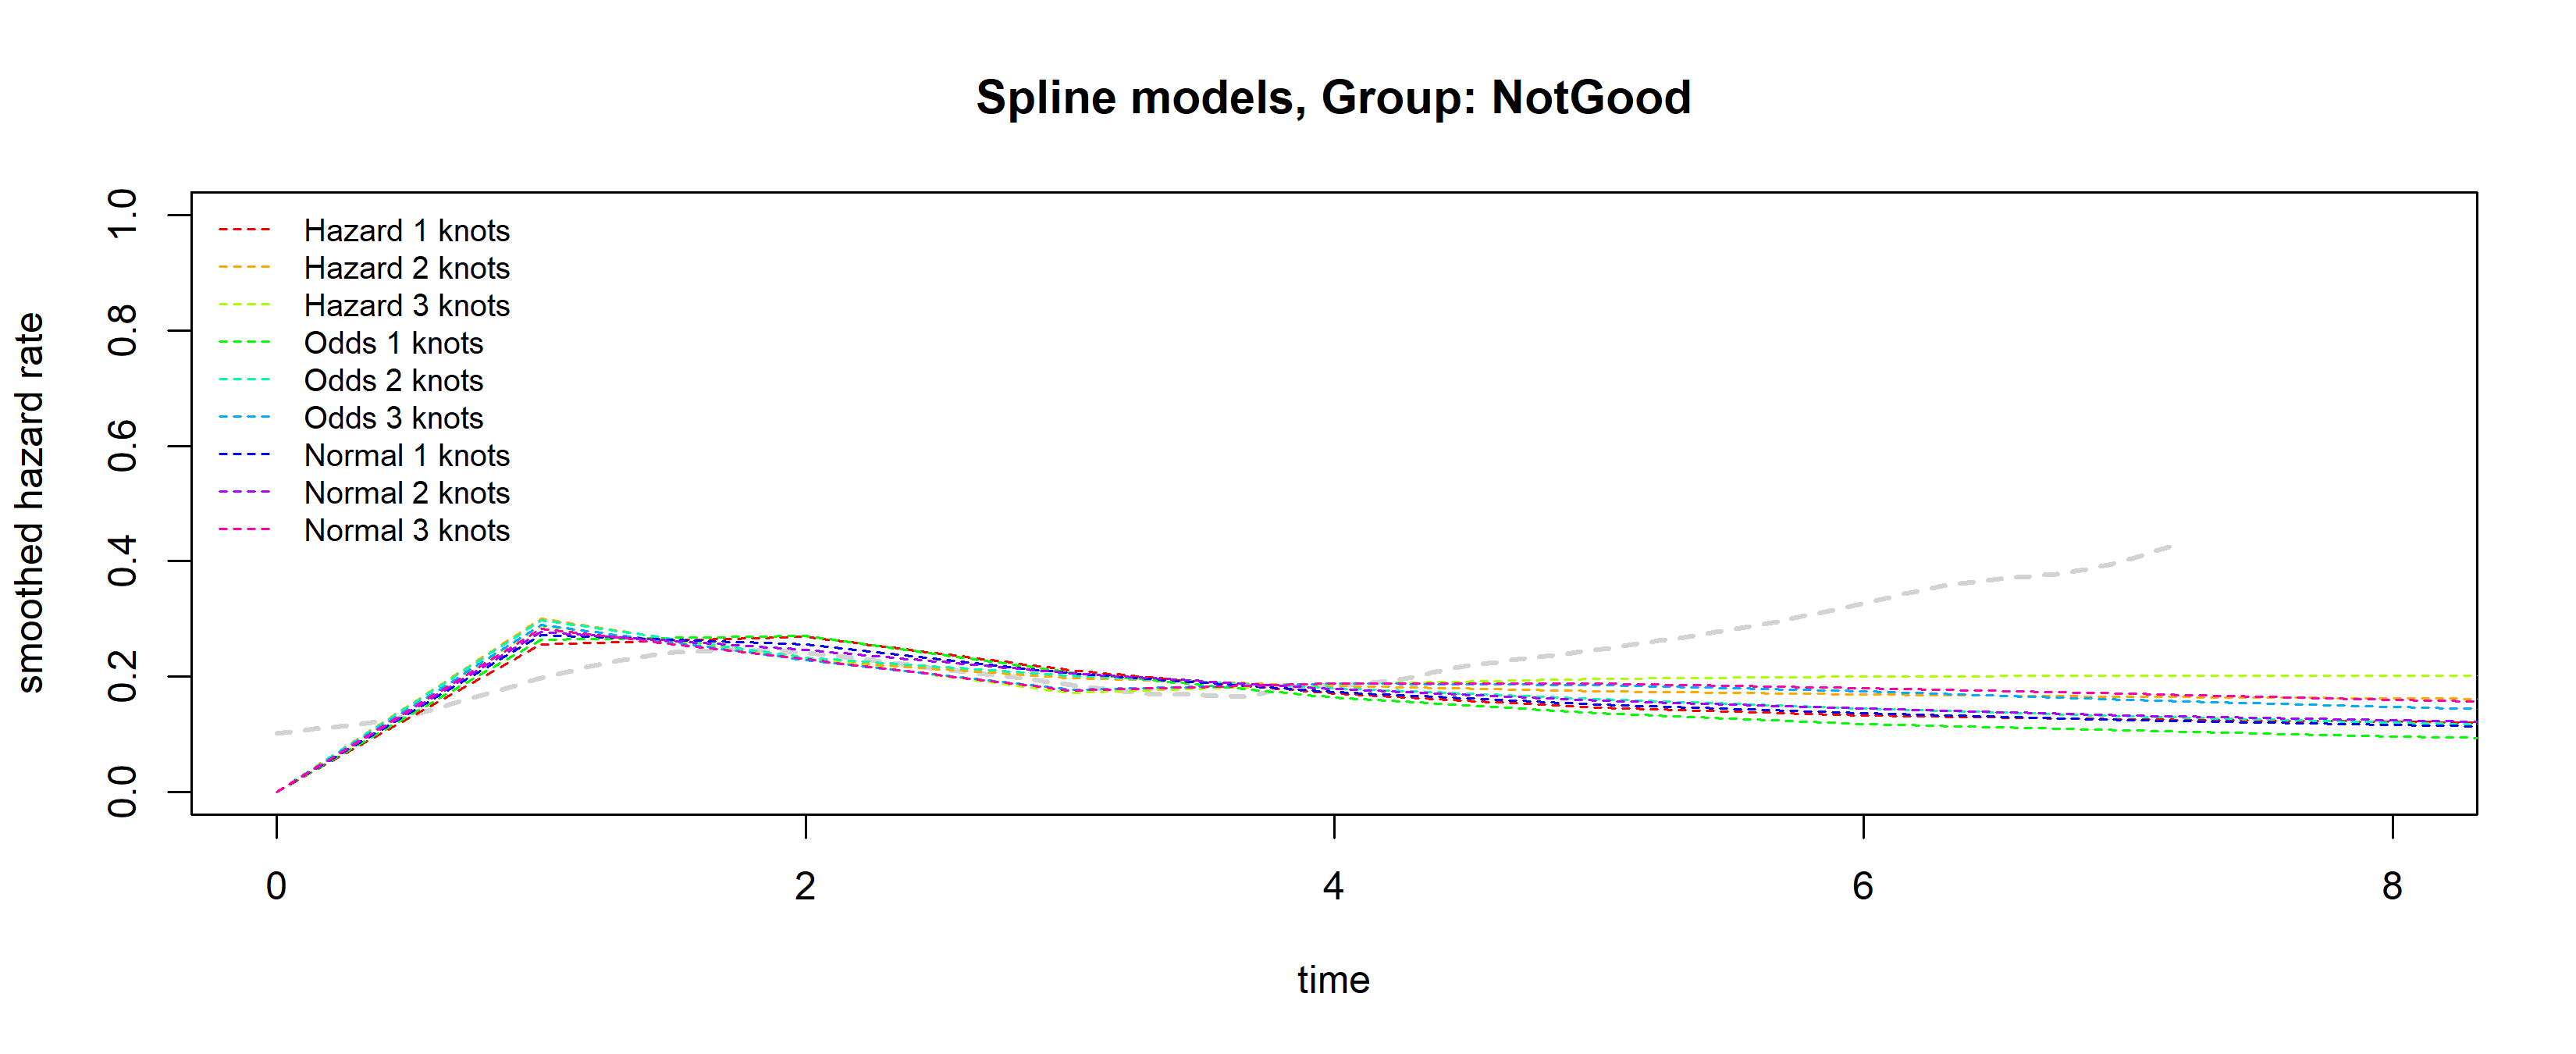 Spline models, Group: NotGood
smoothed hazard rate
1.0
0.8
0.6
0.4
0.2
0.0
Hazard 1 knots
Hazard 2 knots
Hazard 3 knots
Odds 1 knots
Odds 2 knots
Odds 3 knots
Normal 1 knots
Normal 2 knots
Normal 3 knots
0 2 4 6 8
time